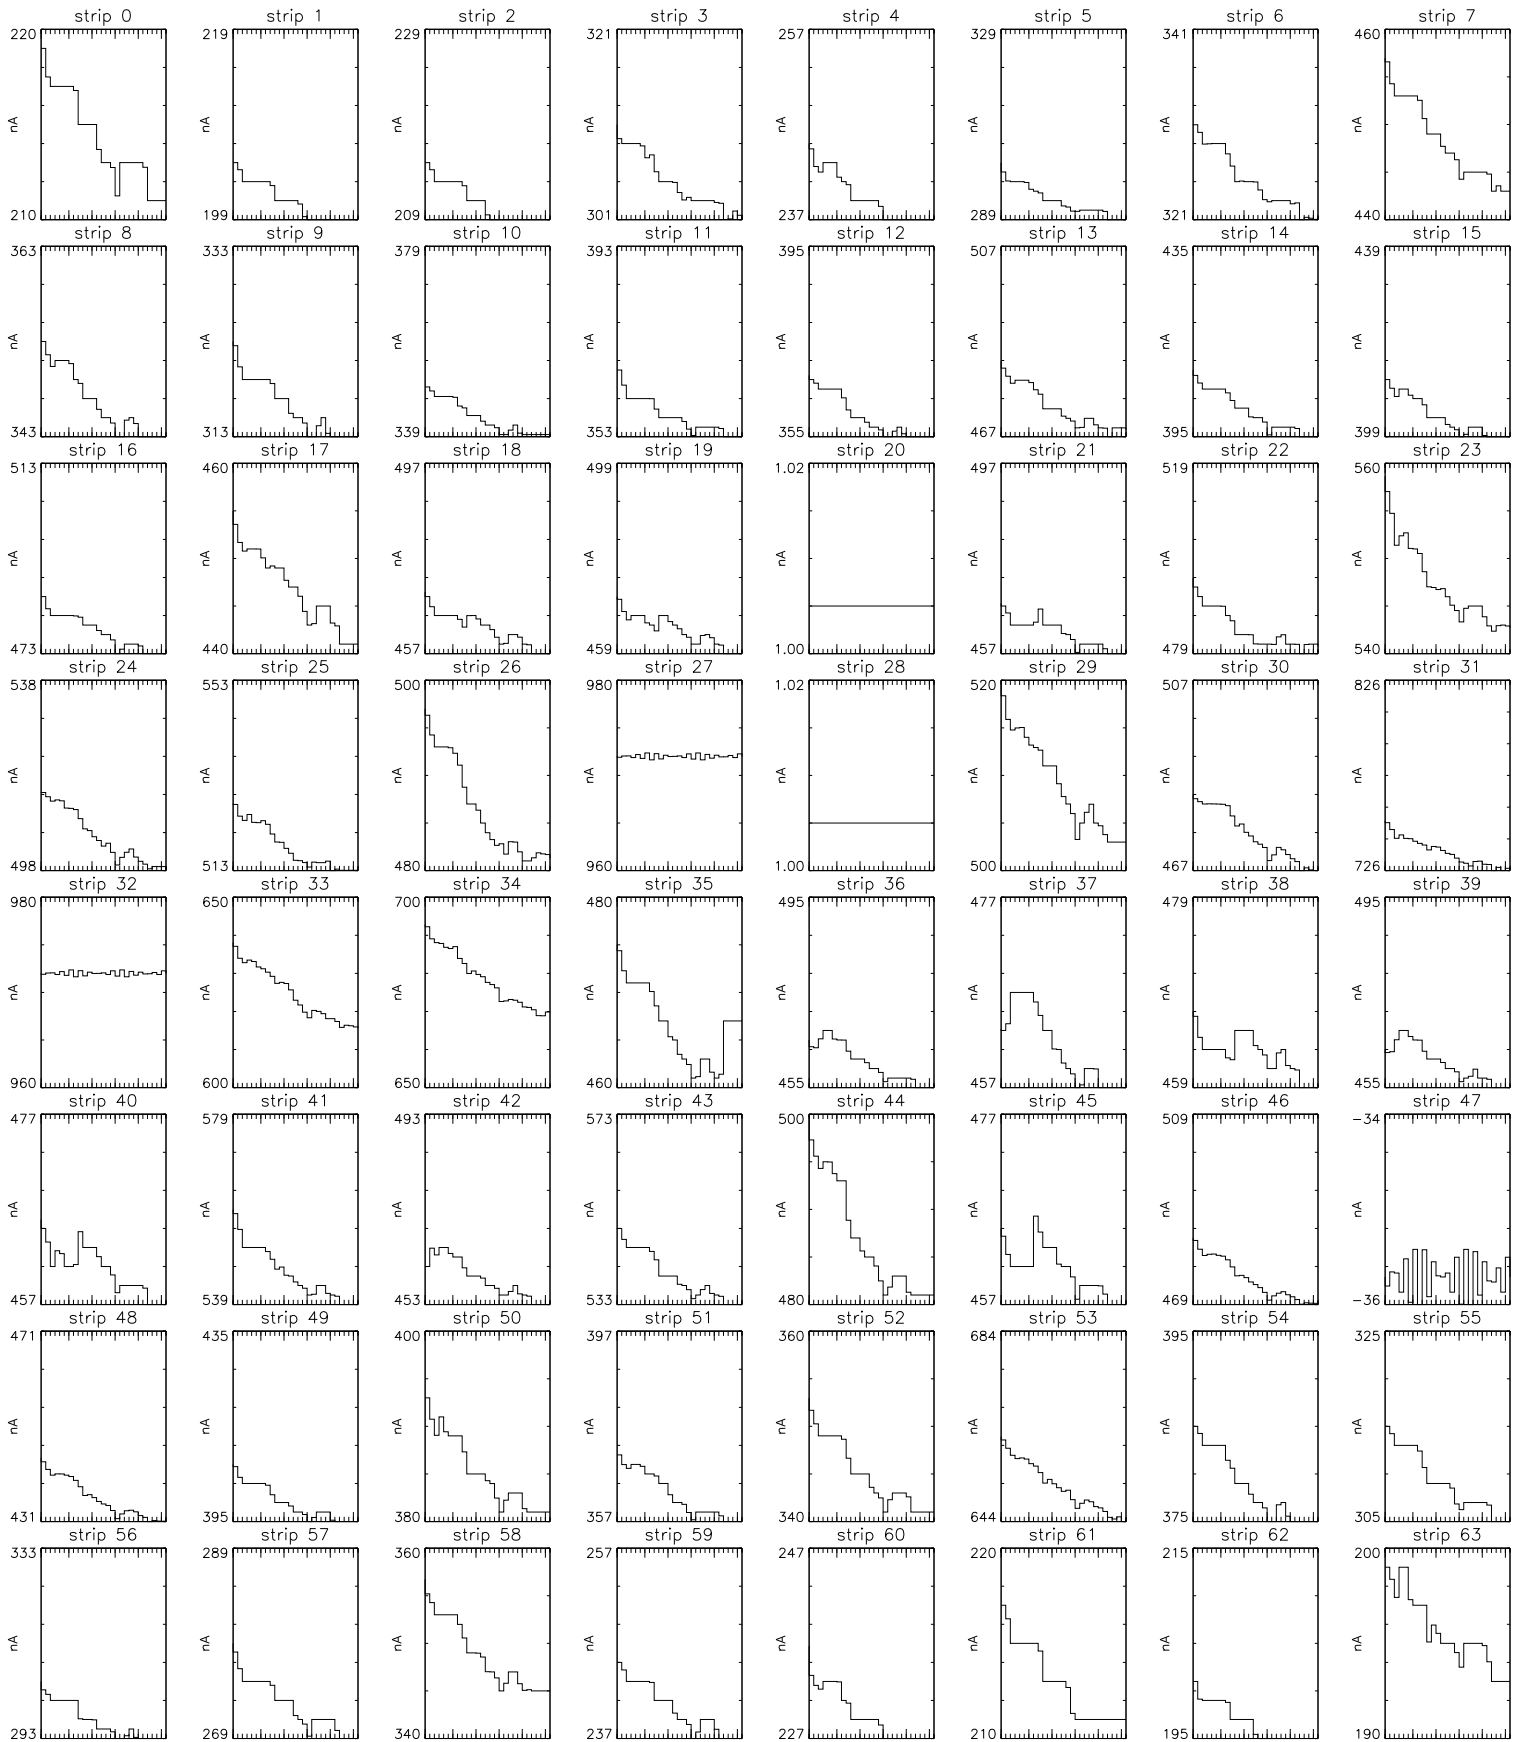 strip 0 strip 1 strip 2 strip 3 strip 4 strip 5 strip 6 strip 7
220 219 229 321 257 329 341 460
nA nA nA nA nA nA nA nA
210 199 209 301 237 289 321 440
strip 8 strip 9 strip 10 strip 11 strip 12 strip 13 strip 14 strip 15
363 333 379 393 395 507 435 439
nA nA nA nA nA nA nA nA
343 313 339 353 355 467 395 399
strip 16 strip 17 strip 18 strip 19 strip 20 strip 21 strip 22 strip 23
513 460 497 499 1.02 497 519 560
nA nA nA nA nA nA nA nA
473 440 457 459 1.00 457 479 540
strip 24 strip 25 strip 26 strip 27 strip 28 strip 29 strip 30 strip 31
538 553 500 980 1.02 520 507 826
nA nA nA nA nA nA nA nA
498 513 480 960 1.00 500 467 726
strip 32 strip 33 strip 34 strip 35 strip 36 strip 37 strip 38 strip 39
980 650 700 480 495 477 479 495
nA nA nA nA nA nA nA nA
960 600 650 460 455 457 459 455
strip 40 strip 41 strip 42 strip 43 strip 44 strip 45 strip 46 strip 47
477 579 493 573 500 477 509 −34
nA nA nA nA nA nA nA nA
457 539 453 533 480 457 469 −36
strip 48 strip 49 strip 50 strip 51 strip 52 strip 53 strip 54 strip 55
471 435 400 397 360 684 395 325
nA nA nA nA nA nA nA nA
431 395 380 357 340 644 375 305
strip 56 strip 57 strip 58 strip 59 strip 60 strip 61 strip 62 strip 63
333 289 360 257 247 220 215 200
nA nA nA nA nA nA nA nA
293 269 340 237 227 210 195 190